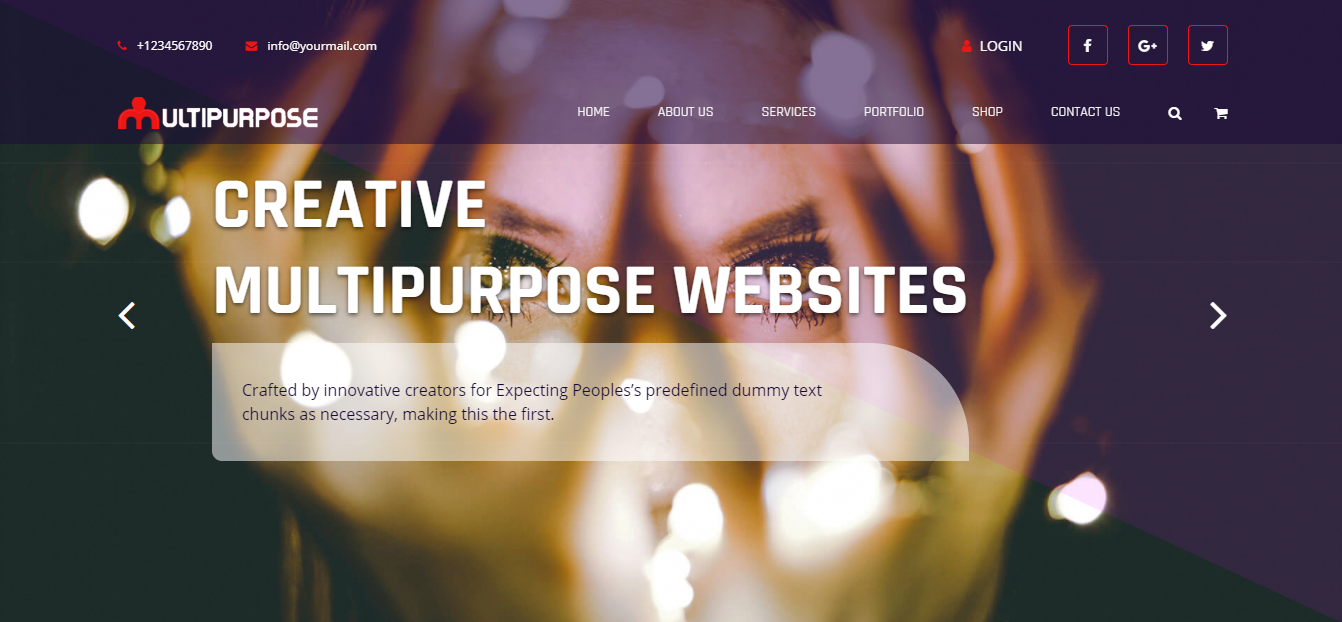 +1234567890 info@yourmail.com LOGIN f G+
MULTIPURPOSE HOME ABOUT US SERVICES PORTFOLIO SHOP CONTACT US
CREATIVE
MULTIPURPOSE WEBSITES
Crafted by innovative creators for Expecting Peoples’s predefined dummy text
chunks as necessary, making this the first.